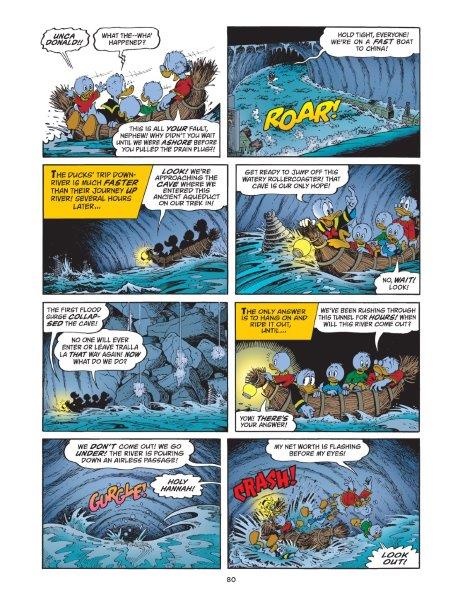 UNCA
DONALD!!
WHAT
THE--WHA'
HAPPENED?
THIS IS ALL YOUR FAULT,
NEPHEW! WHY DIDN'T YOU WAIT
UNTIL WE WERE ASHORE BEFORE
YOU PULLED THE DRAIN PLUG?!
HOLD TIGHT, EVERYONE!
WE'RE ON A FAST BOAT
TO CHINA!
ROAR!
THE DUCKS' TRIP DOWN-
RIVER IS MUCH FASTER
THAN THEIR JOURNEY UP
RIVER! SEVERAL HOURS
LATER...
LOOK! WE'RE
APPROACHING THE
CAVE WHERE WE
ENTERED THIS
ANCIENT AQUEDUCT
ON OUR TREK IN!
GET READY TO JUMP OFF THIS
WATERY ROLLERCOASTER! THAT
CAVE IS OUR ONLY HOPE!
NO, WAIT!
LOOK!
THE FIRST FLOOD
SURGE COLLAP-
SED THE CAVE!
NO ONE WILL EVER
ENTER OR LEAVE TRALLA
LA THAT WAY AGAIN! NOW
WHAT DO WE DO?
THE ONLY ANSWER
IS TO HANG ON AND
RIDE IT OUT,
UNTIL...
WE'VE BEEN RUSHING THROUGH
THIS TUNNEL FOR HOURS! WHEN
WILL THIS RIVER COME OUT?
YOW! THERE'S
YOUR ANSWER!
WE DON'T COME OUT! WE GO
UNDER! THE RIVER IS POURING
DOWN AN AIRLESS PASSAGE!
GURGLE!
HOLY
HANNAH!
MY NET WORTH IS FLASHING
BEFORE MY EYES!
CRASH!
LOOK
OUT!
80